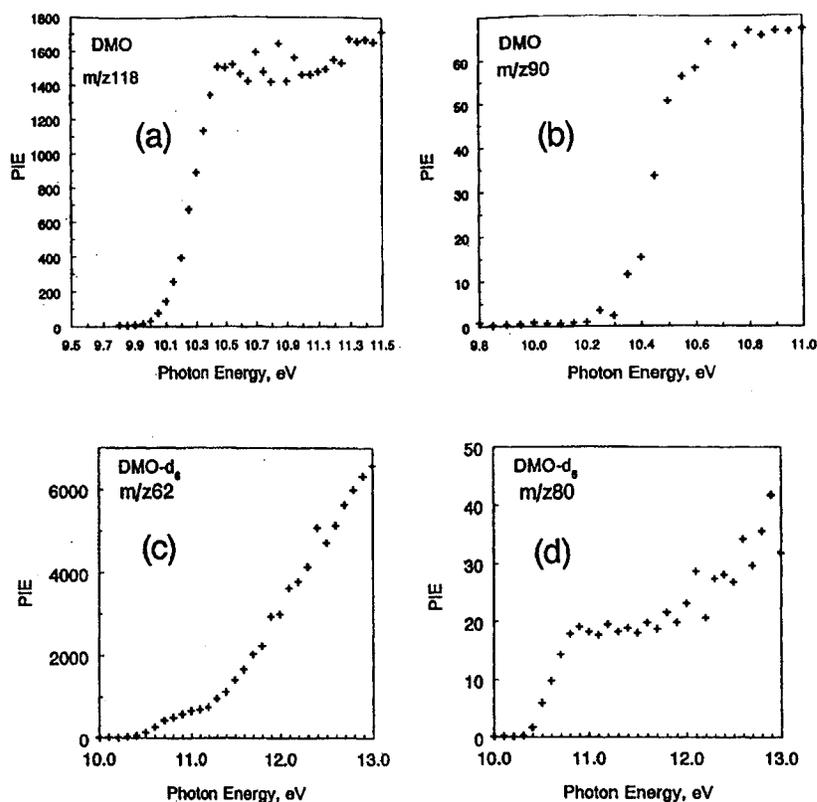 DMO
m/z118
(a)
PIE
1800
1600
1400
1200
1000
800
600
400
200
0
9.5 9.7 9.9 10.1 10.3 10.5 10.7 10.9 11.1 11.3 11.5
Photon Energy, eV
DMO
m/z90
(b)
PIE
60
50
40
30
20
10
0
9.8 10.0 10.2 10.4 10.6 10.8 11.0
Photon Energy, eV
DMO-d6
m/z62
(c)
PIE
6000
4000
2000
0
10.0 11.0 12.0 13.0
Photon Energy, eV
DMO-d6
m/z80
(d)
PIE
50
40
30
20
10
0
10.0 11.0 12.0 13.0
Photon Energy, eV